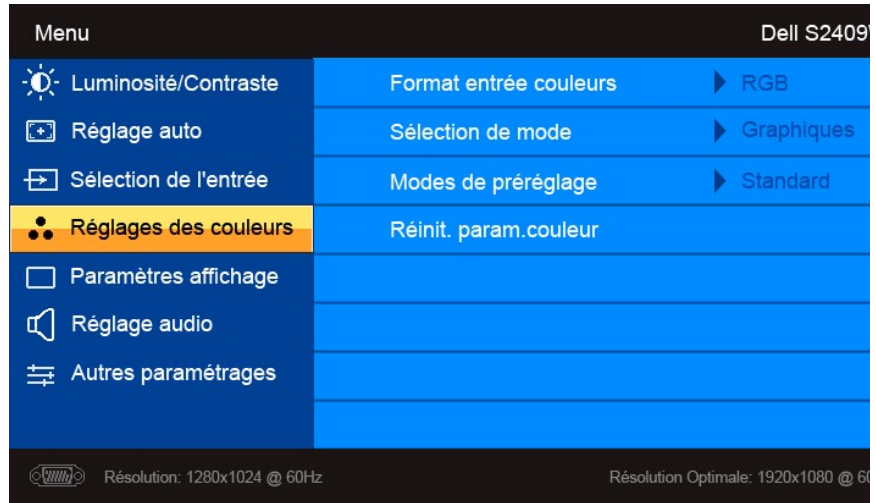 Menu
Dell S2409
Luminosité/Contraste
Réglage auto
Sélection de l'entrée
Réglages des couleurs
Paramètres affichage
Réglage audio
Autres paramétrages
Format entrée couleurs RGB
Sélection de mode Graphiques
Modes de préréglage Standard
Réinit. param.couleur
Résolution: 1280x1024 @ 60Hz
Résolution Optimale: 1920x1080 @ 60